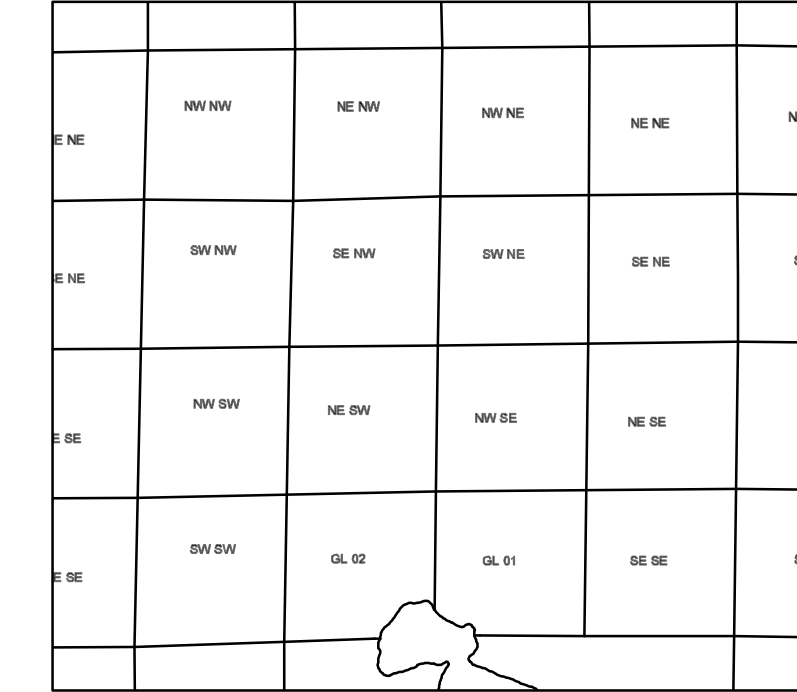 NW NW NE NW NW NE NE NE N
E NE
SW NW SE NW SW NE SE NE
E NE
NW SW NE SW NW SE NE SE
E SE
SW SW GL 02 GL 01 SE SE
E SE